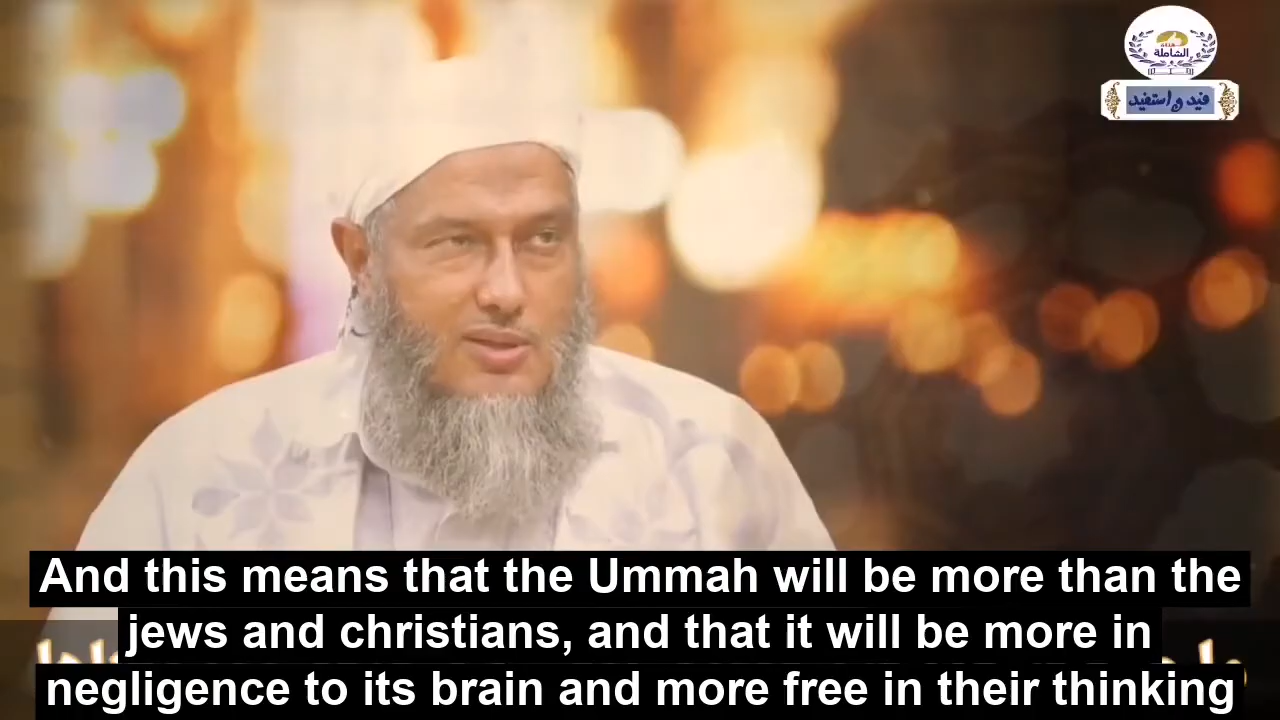 الشاملة
فيد واستفيد
And this means that the Ummah will be more than the
jews and christians, and that it will be more in
negligence to its brain and more free in their thinking